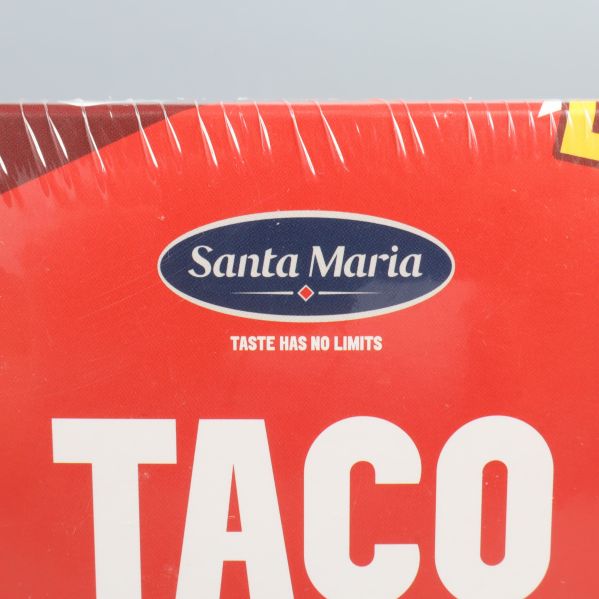 Santa Maria
TASTE HAS NO LIMITS
TACO